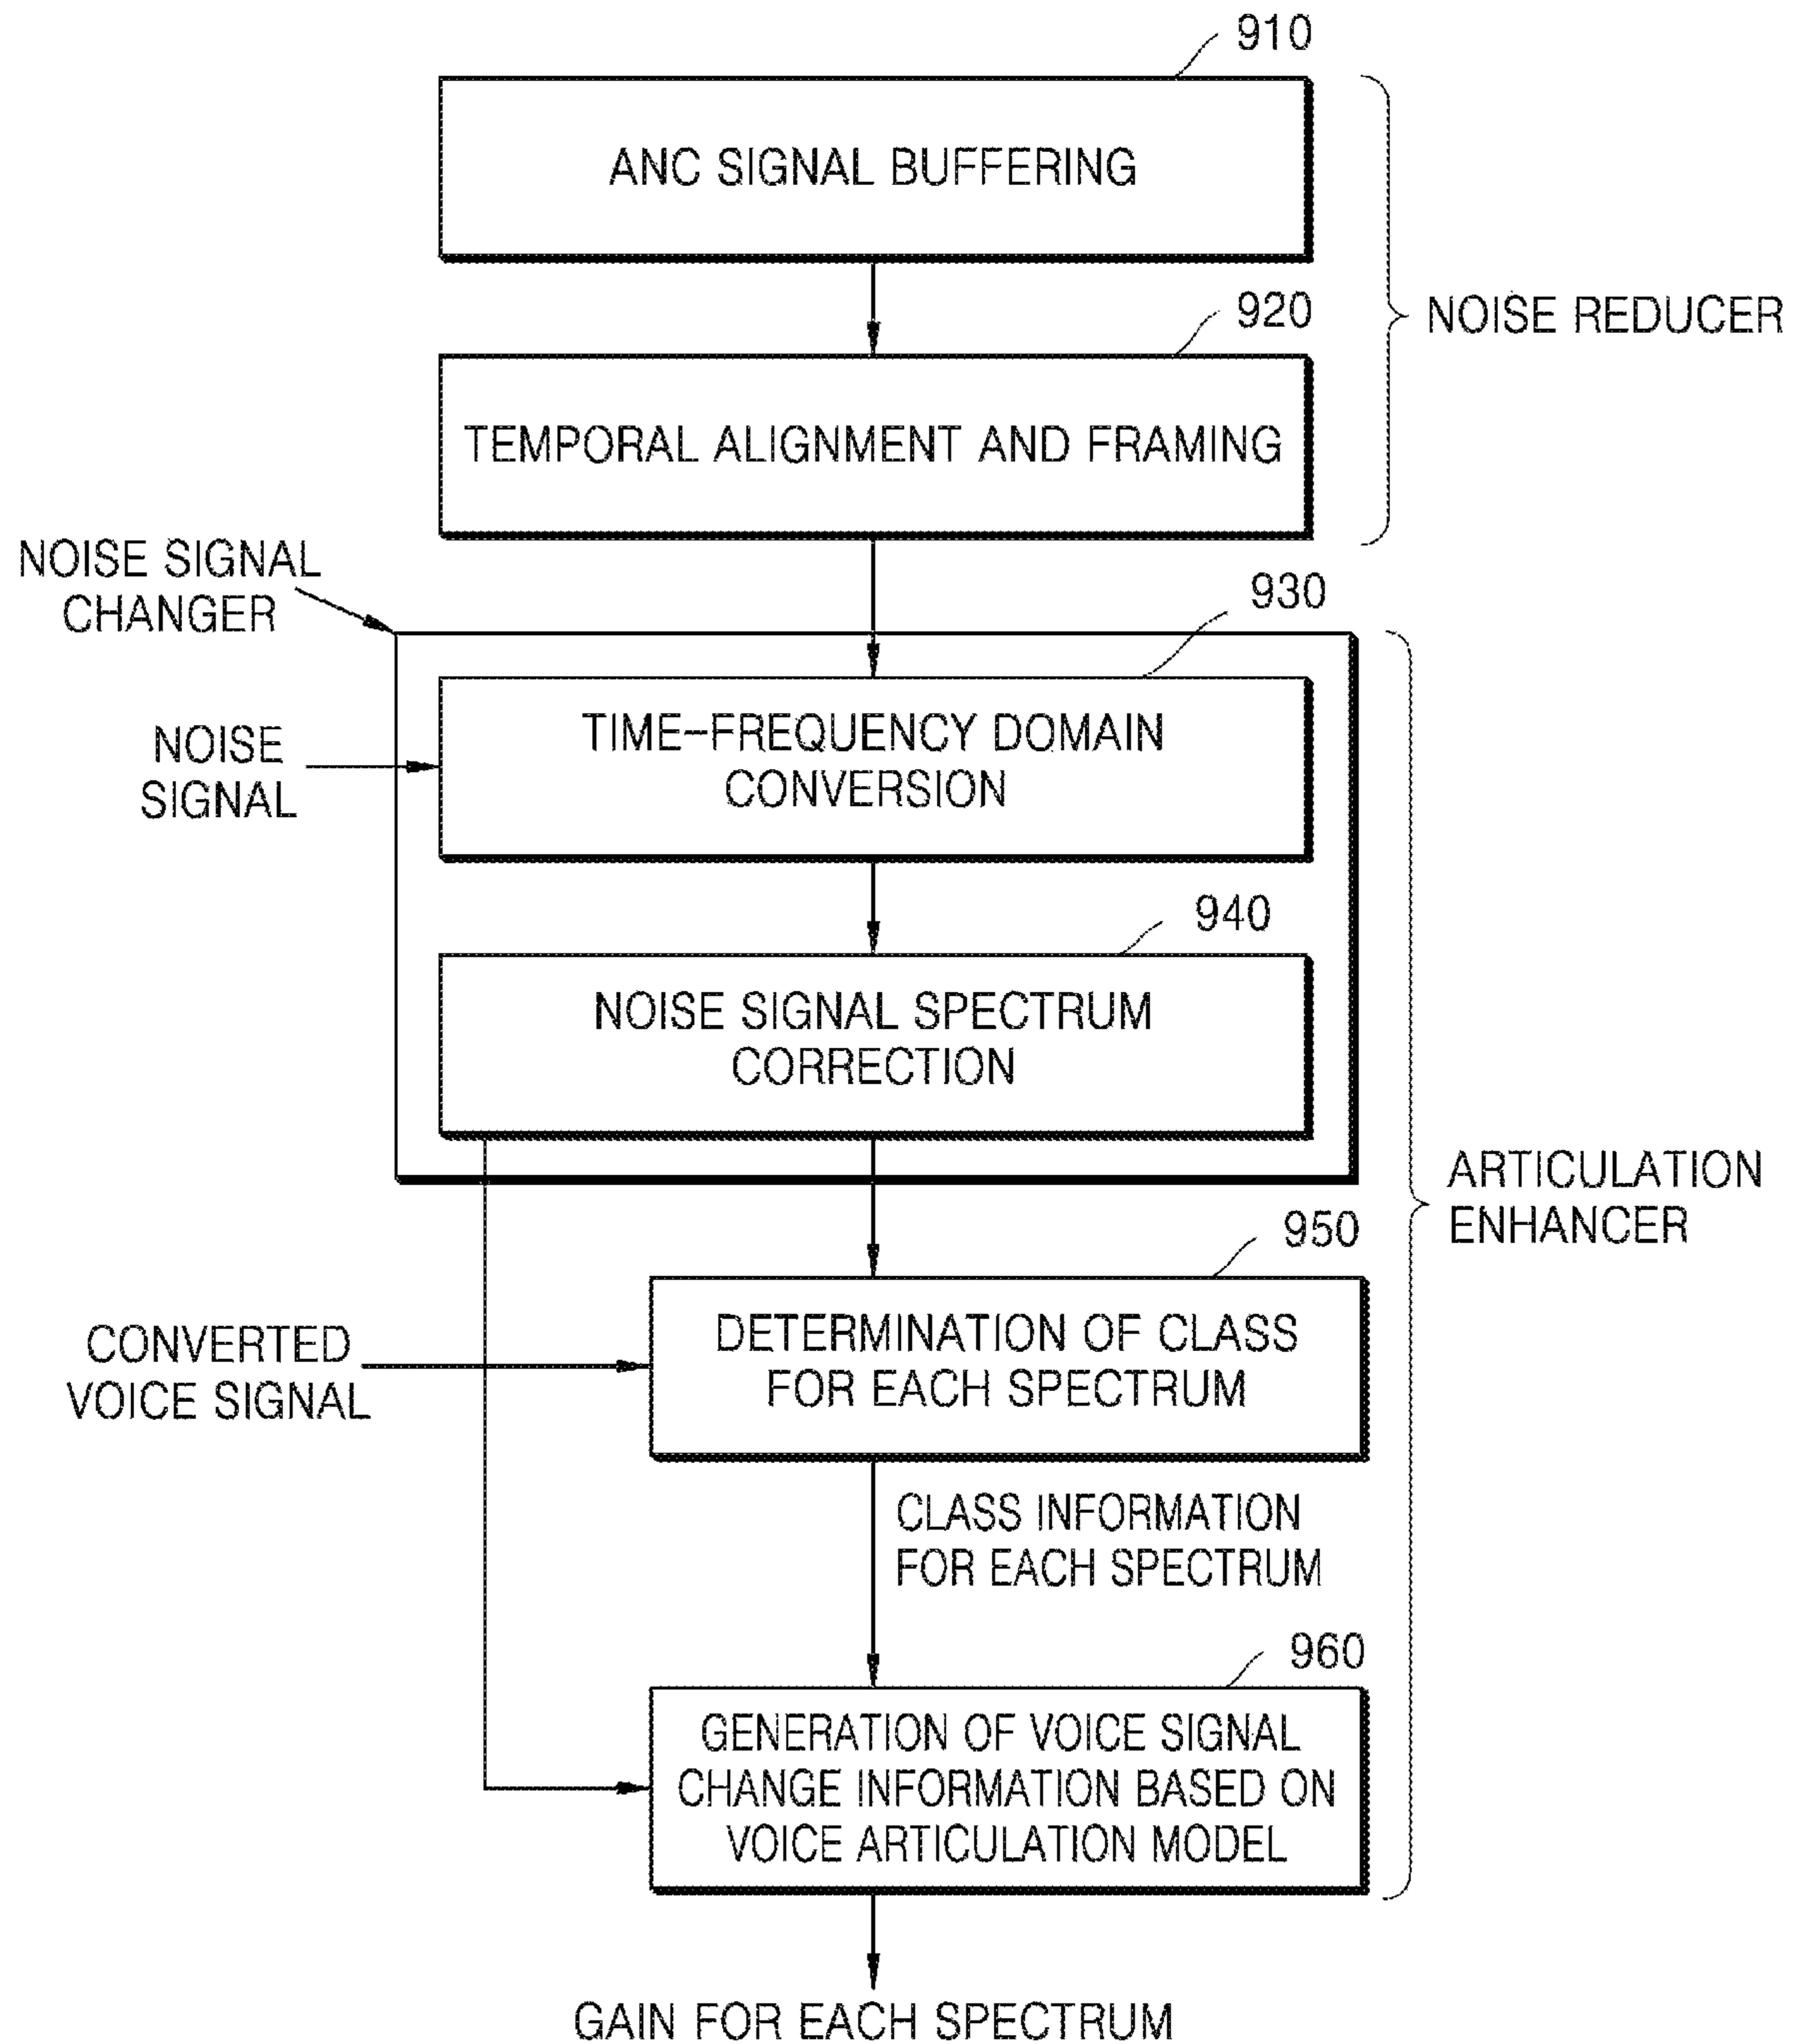 910
ANC SIGNAL BUFFERING
920
NOISE REDUCER
TEMPORAL ALIGNMENT AND FRAMING
NOISE SIGNAL
CHANGER
930
NOISE
SIGNAL
TIME-FREQUENCY DOMAIN
CONVERSION
940
NOISE SIGNAL SPECTRUM
CORRECTION
ARTICULATION
ENHANCER
950
CONVERTED
VOICE SIGNAL
DETERMINATION OF CLASS
FOR EACH SPECTRUM
CLASS INFORMATION
FOR EACH SPECTRUM
960
GENERATION OF VOICE SIGNAL
CHANGE INFORMATION BASED ON
VOICE ARTICULATION MODEL
GAIN FOR EACH SPECTRUM